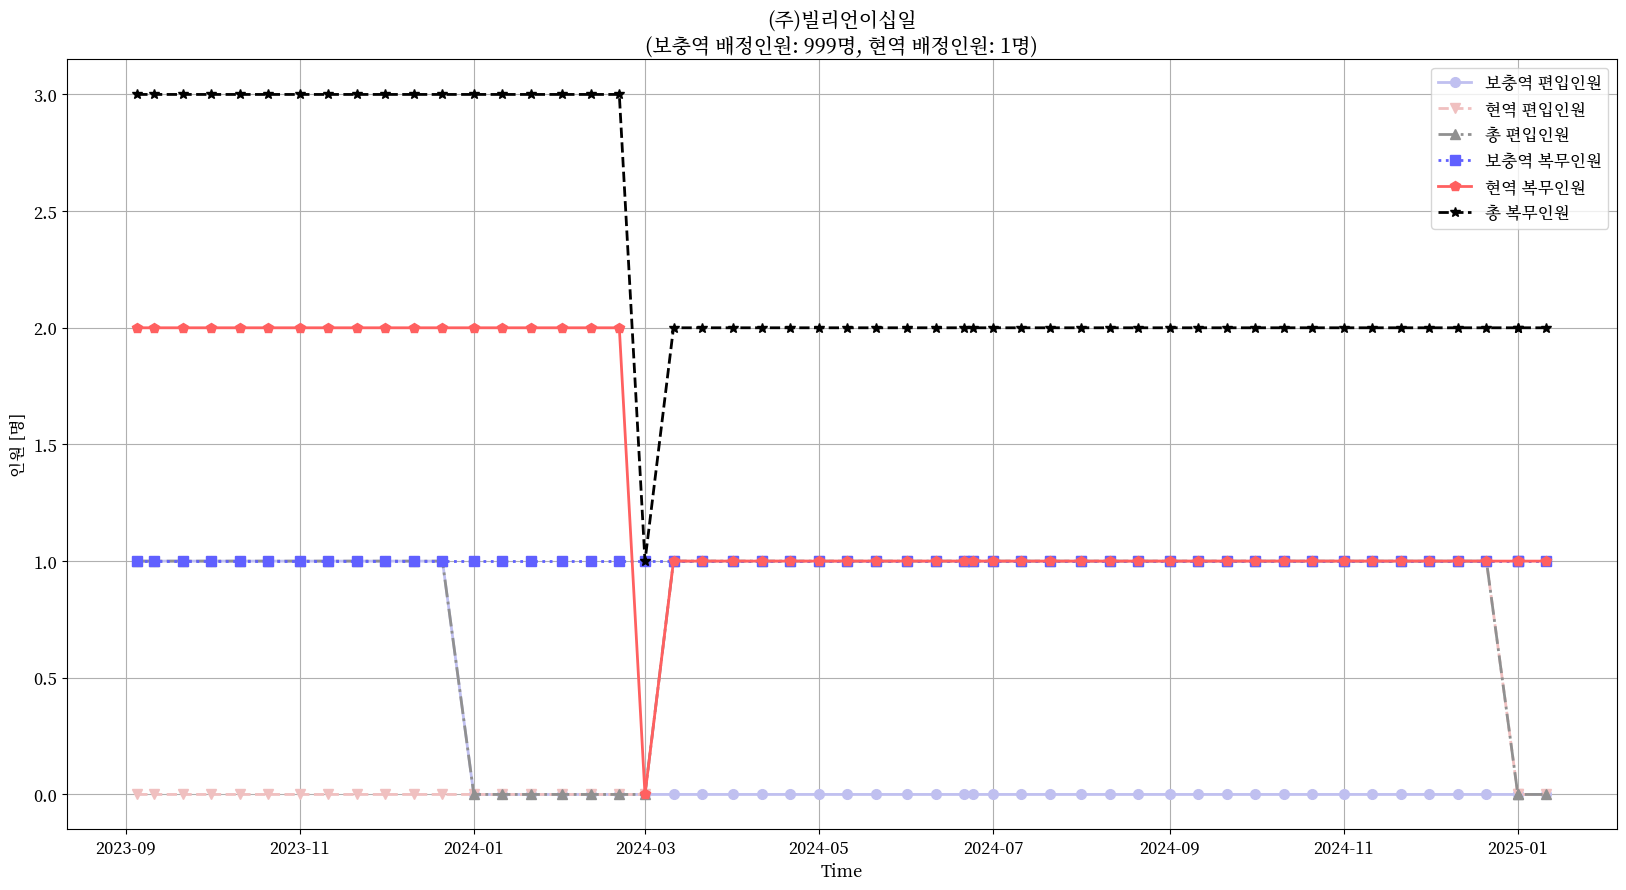 (주)빌리언이십일
(보충역 배정인원: 999명, 현역 배정인원: 1명)
보충역 편입인원
현역 편입인원
총 편입인원
보충역 복무인원
현역 복무인원
총 복무인원
인원 [명]
3.0
2.5
2.0
1.5
1.0
0.5
0.0
2023-09 2023-11 2024-01 2024-03 2024-05 2024-07 2024-09 2024-11 2025-01
Time